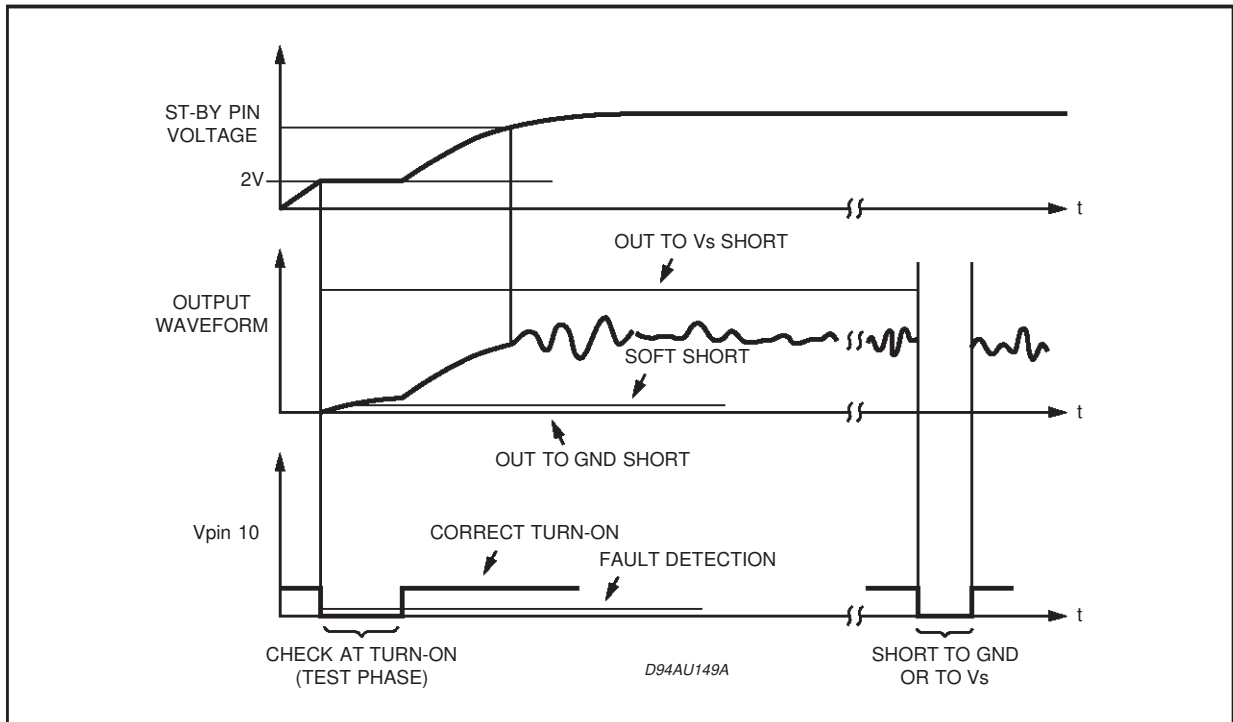 ST-BY PIN
VOLTAGE
2V
t
OUT TO Vs SHORT
OUTPUT
WAVEFORM
SOFT SHORT
t
OUT TO GND SHORT
Vpin 10
CORRECT TURN-ON
FAULT DETECTION
t
CHECK AT TURN-ON
(TEST PHASE)
D94AU149A
SHORT TO GND
OR TO Vs